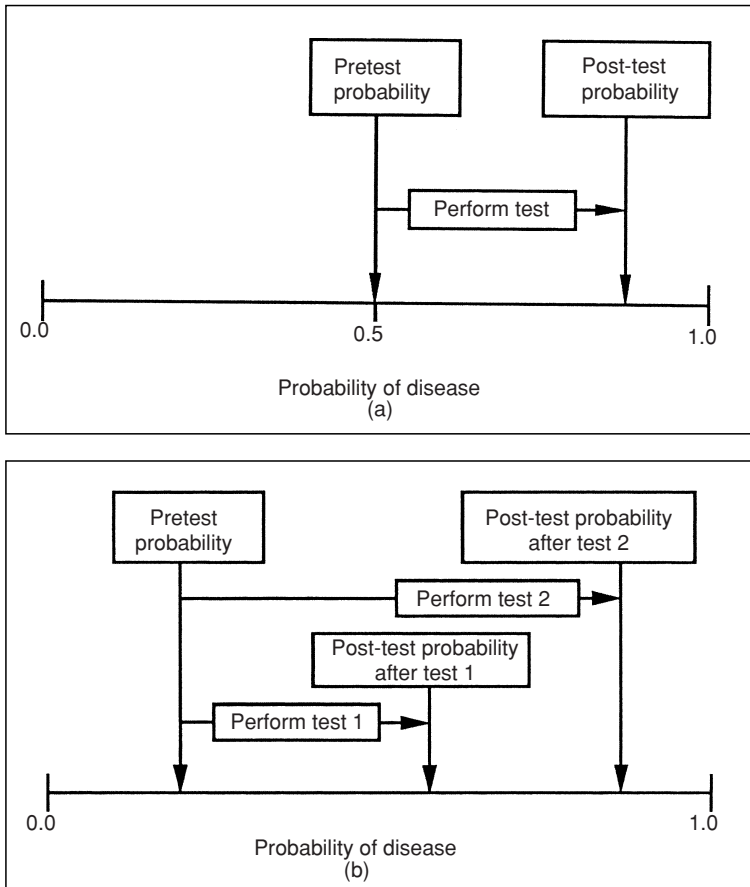 Pretest
probability
Post-test
probability
Perform test
0.0
0.5
1.0
Probability of disease
(a)
Pretest
probability
Post-test probability
after test 2
Perform test 2
Post-test probability
after test 1
Perform test 1
0.0
1.0
Probability of disease
(b)